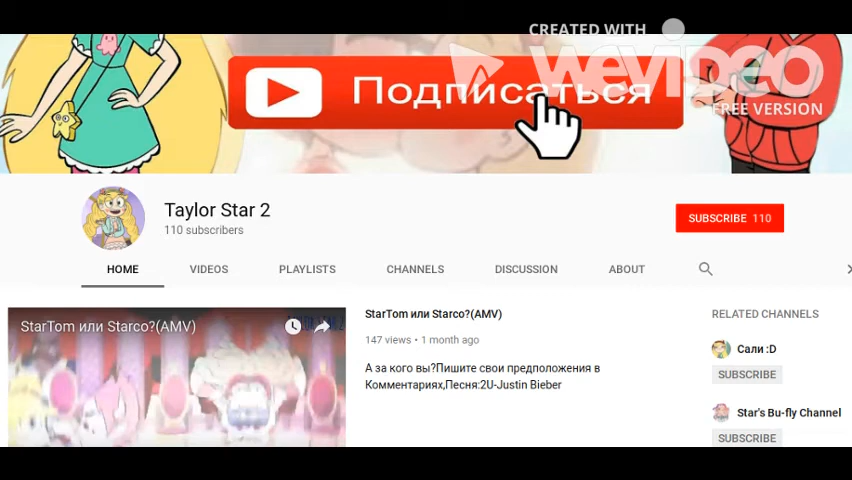 CREATED WITH
wevideo
FREE VERSION
Подписаться
Taylor Star 2
110 subscribers
SUBSCRIBE 110
HOME VIDEOS PLAYLISTS CHANNELS DISCUSSION ABOUT
StarTom или Starco?(AMV)
StarTom или Starco?(AMV)
147 views • 1 month ago
А за кого вы?Пишите свои предположения в
Комментариях,Песня:2U-Justin Bieber
RELATED CHANNELS
Сали :D
SUBSCRIBE
Star's Bu-fly Channel
SUBSCRIBE